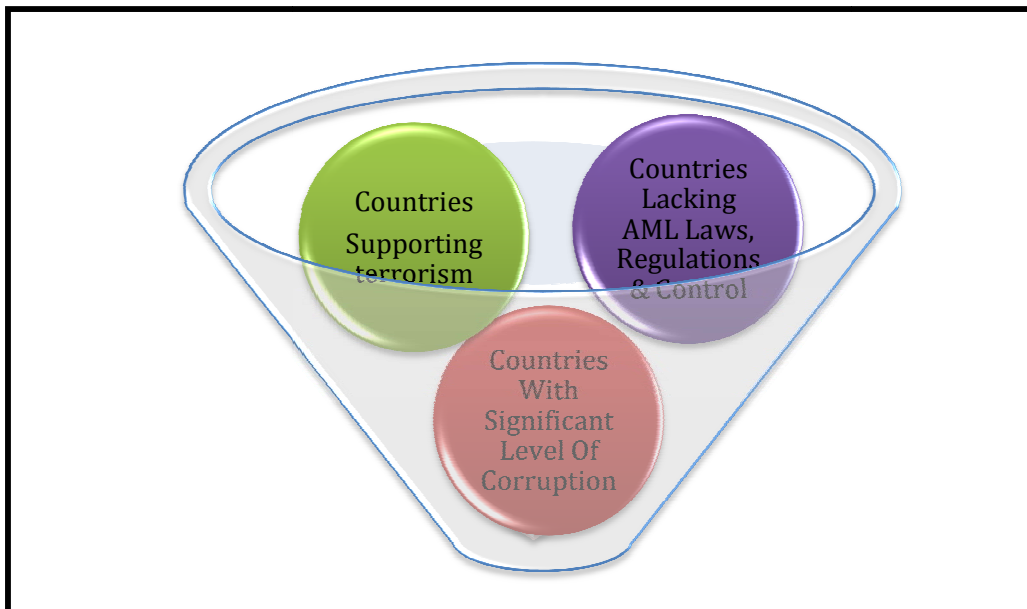 Countries
Supporting
terrorism
Countries
Lacking
AML Laws,
Regulations
& Control
Countries
With
Significant
Level Of
Corruption